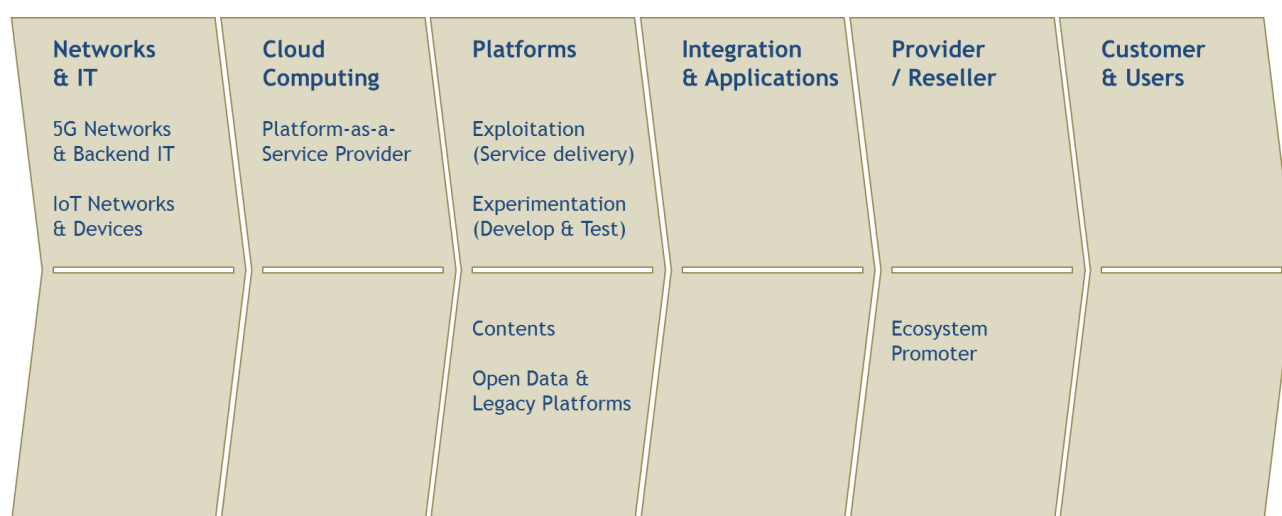 Networks
& IT
5G Networks
& Backend IT
IoT Networks
& Devices
Cloud
Computing
Platform-as-a-
Service Provider
Platforms
Exploitation
(Service delivery)
Experimentation
(Develop & Test)
Contents
Open Data &
Legacy Platforms
Integration
& Applications
Provider
/ Reseller
Ecosystem
Promoter
Customer
& Users